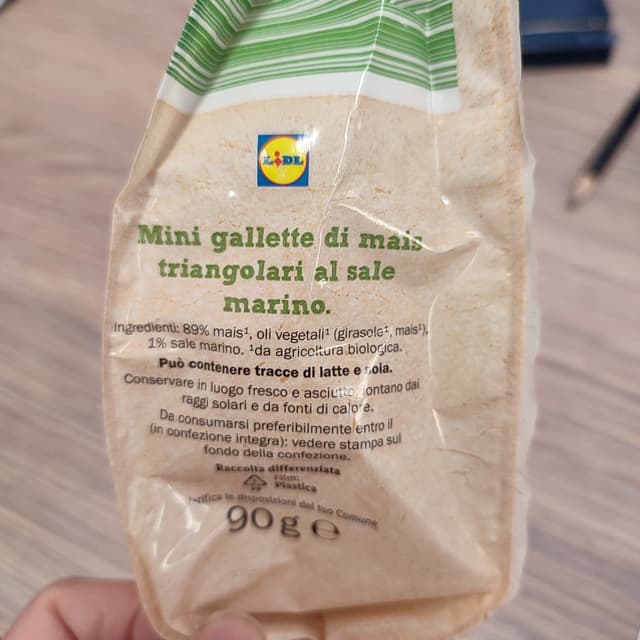 LIDL
Mini gallette di mais
triangolari al sale
marino.
Ingredienti: 89% mais¹, oli vegetali¹ (girasole¹, mais¹),
1% sale marino. ¹da agricoltura biologica.
Può contenere tracce di latte e soia.
Conservare in luogo fresco e asciutto, lontano dai
raggi solari e da fonti di calore.
Da consumarsi preferibilmente entro il
(in confezione integra): vedere stampa sul
fondo della confezione.
Raccolta differenziata
Film:
Plastica
Verifica le disposizioni del tuo Comune
90 g ℮